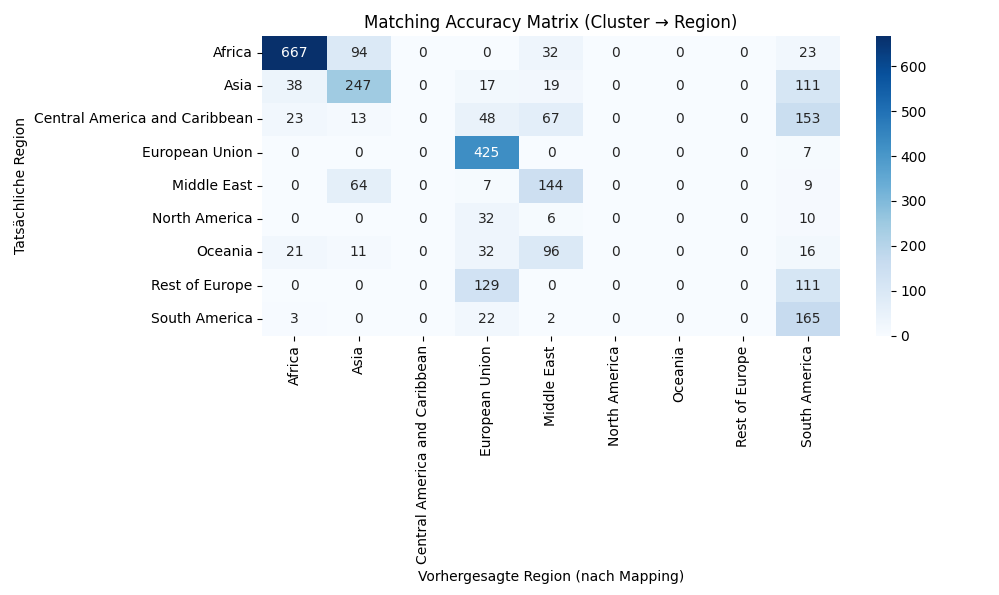 Matching Accuracy Matrix (Cluster → Region)
Tatsächliche Region
Africa 667 94 0 0 32 0 0 0 23
Asia 38 247 0 17 19 0 0 0 111
Central America and Caribbean 23 13 0 48 67 0 0 0 153
European Union 0 0 0 425 0 0 0 0 7
Middle East 0 64 0 7 144 0 0 0 9
North America 0 0 0 32 6 0 0 0 10
Oceania 21 11 0 32 96 0 0 0 16
Rest of Europe 0 0 0 129 0 0 0 0 111
South America 3 0 0 22 2 0 0 0 165
Africa
Asia
Central America and Caribbean
European Union
Middle East
North America
Oceania
Rest of Europe
South America
Vorhergesagte Region (nach Mapping)
600
500
400
300
200
100
0